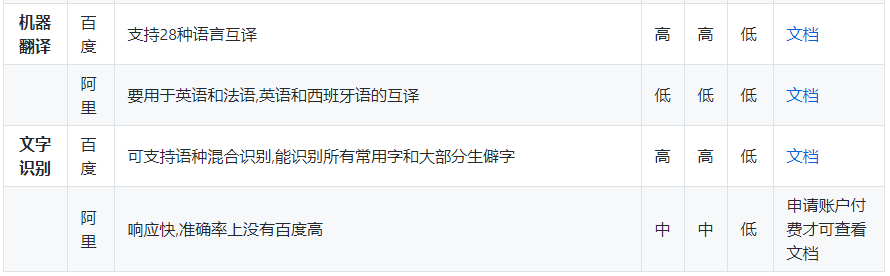 机器翻译 百度 支持28种语言互译 高 高 低 文档
阿里 要用于英语和法语,英语和西班牙语的互译 低 低 低 文档
文字识别 百度 可支持语种混合识别,能识别所有常用字和大部分生僻字 高 高 低 文档
阿里 响应快,准确率上没有百度高 中 中 低 申请账户付费才可查看文档